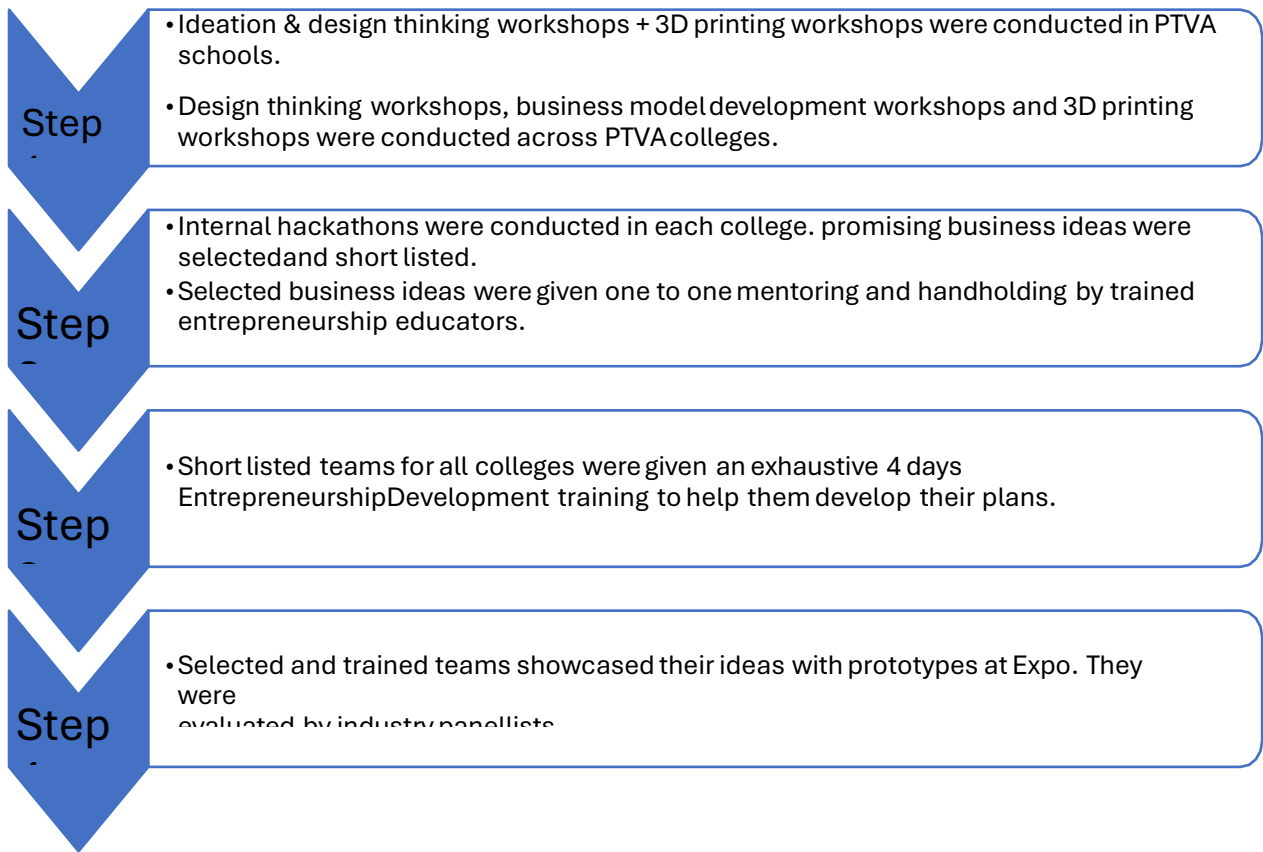 Step
• Ideation & design thinking workshops + 3D printing workshops were conducted in PTVA
schools.
• Design thinking workshops, business model development workshops and 3D printing
workshops were conducted across PTVA colleges.
Step
• Internal hackathons were conducted in each college. promising business ideas were
selectedand short listed.
• Selected business ideas were given one to one mentoring and handholding by trained
entrepreneurship educators.
Step
• Short listed teams for all colleges were given an exhaustive 4 days
EntrepreneurshipDevelopment training to help them develop their plans.
Step
• Selected and trained teams showcased their ideas with prototypes at Expo. They
were
evaluated by industry panellists